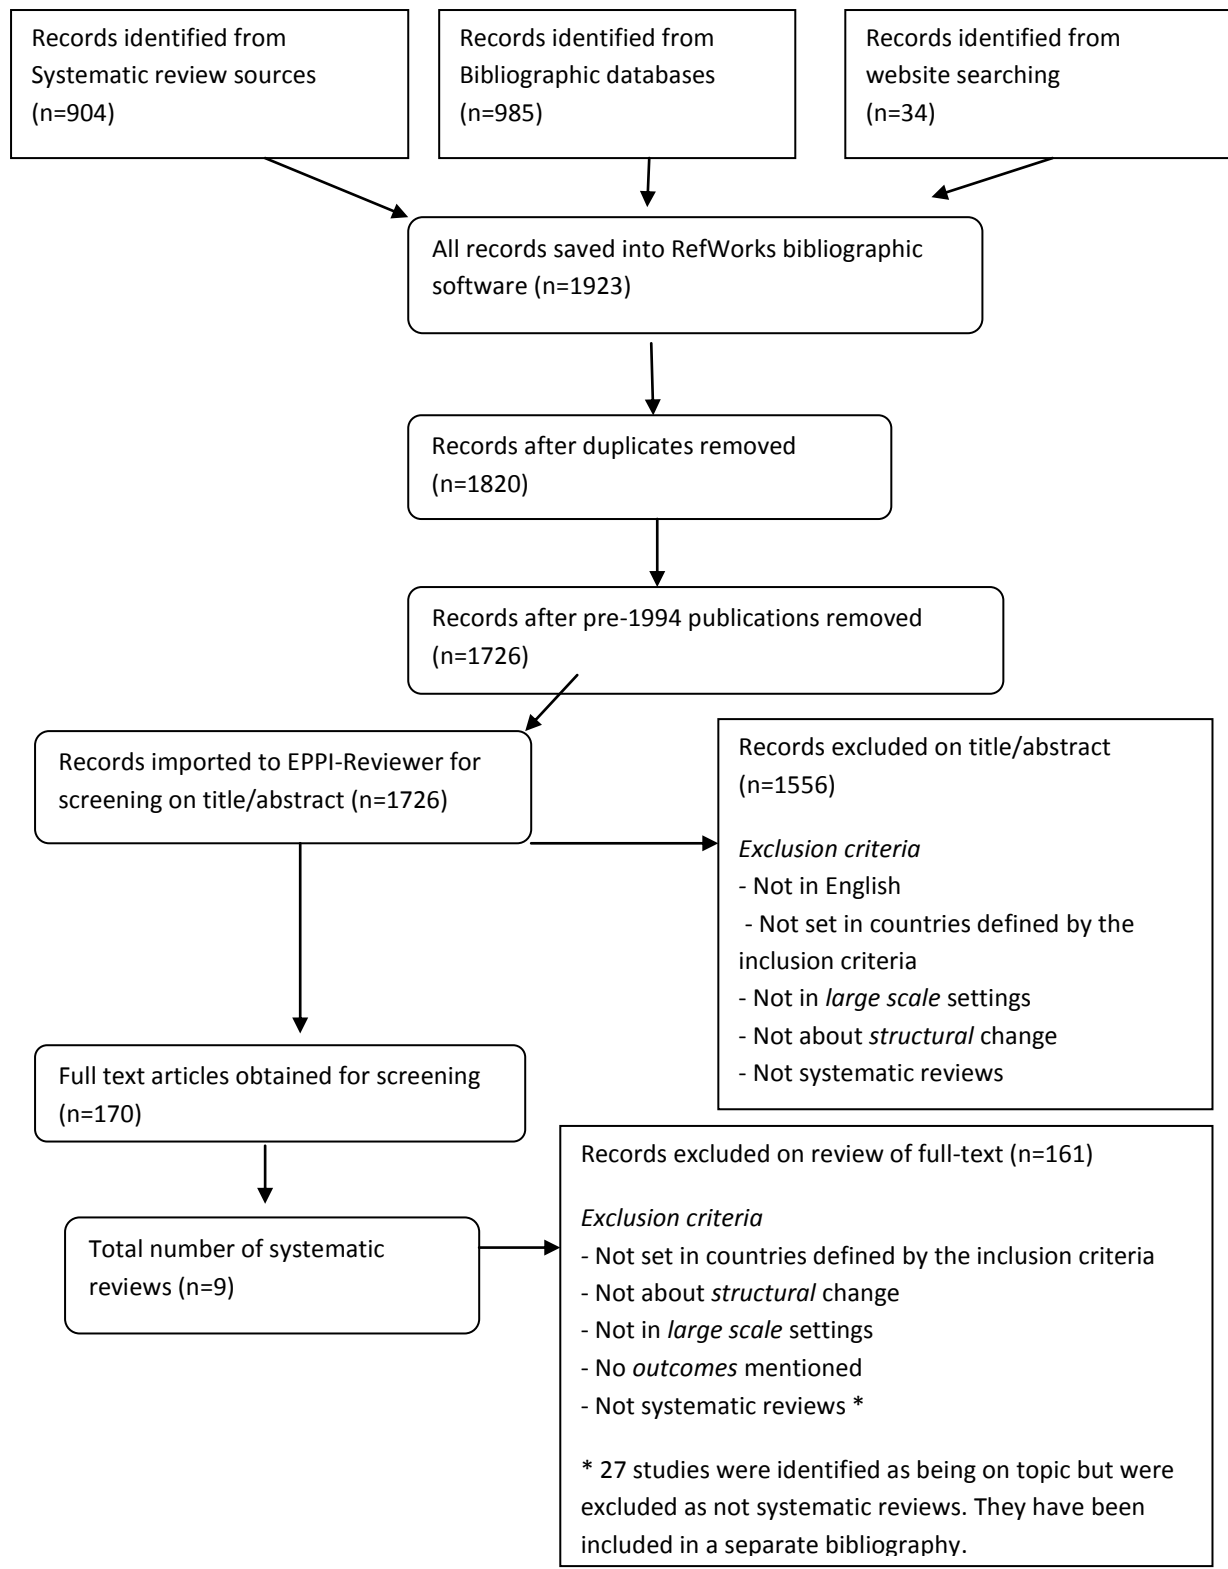 Records identified from
Systematic review sources
(n=904)
Records identified from
Bibliographic databases
(n=985)
Records identified from
website searching
(n=34)
All records saved into RefWorks bibliographic
software (n=1923)
Records after duplicates removed
(n=1820)
Records after pre-1994 publications removed
(n=1726)
Records imported to EPPI-Reviewer for
screening on title/abstract (n=1726)
Records excluded on title/abstract
(n=1556)
Exclusion criteria
- Not in English
- Not set in countries defined by the
inclusion criteria
- Not in large scale settings
- Not about structural change
- Not systematic reviews
Full text articles obtained for screening
(n=170)
Records excluded on review of full-text (n=161)
Exclusion criteria
- Not set in countries defined by the inclusion criteria
- Not about structural change
- Not in large scale settings
- No outcomes mentioned
- Not systematic reviews *
* 27 studies were identified as being on topic but were
excluded as not systematic reviews. They have been
included in a separate bibliography.
Total number of systematic
reviews (n=9)